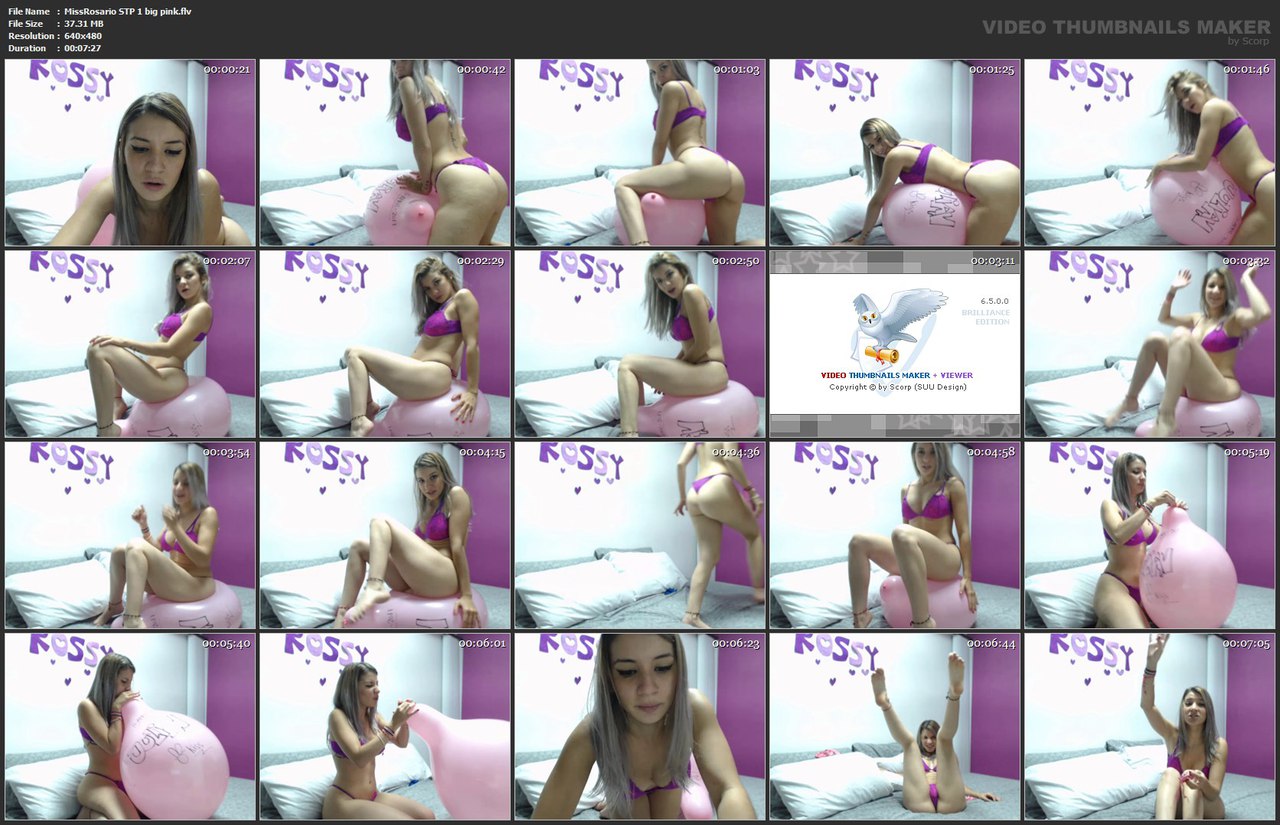 File Name : MissRosario STP 1 big pink.flv
File Size : 37.31 MB
Resolution : 640x480
Duration : 00:07:27
VIDEO THUMBNAILS MAKER
by Scorp
ROSSY
00:00:21
ROSSY
00:00:42
ROSSY
00:01:03
ROSSY
00:01:25
ROSSY
00:01:46
ROSSY
00:02:07
ROSSY
00:02:29
ROSSY
00:02:50
00:03:11
6.5.0.0
BRILLIANCE
EDITION
VIDEO THUMBNAILS MAKER + VIEWER
Copyright © by Scorp (SUU Design)
ROSSY
00:03:32
ROSSY
00:03:54
ROSSY
00:04:15
ROSSY
00:04:36
ROSSY
00:04:58
ROSSY
00:05:19
ROSSY
00:05:40
ROSSY
00:06:01
00:06:23
ROSSY
00:06:44
ROSSY
00:07:05